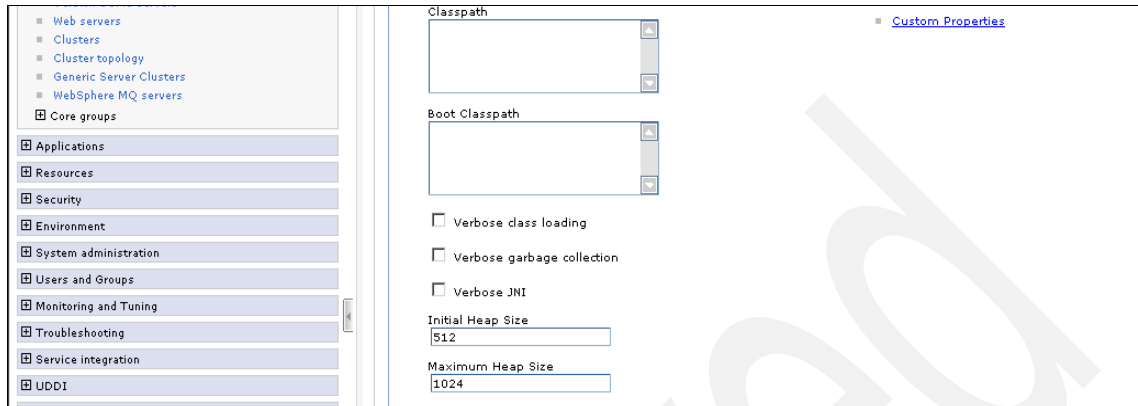 Web servers
Clusters
Cluster topology
Generic Server Clusters
WebSphere MQ servers
Core groups
Applications
Resources
Security
Environment
System administration
Users and Groups
Monitoring and Tuning
Troubleshooting
Service integration
UDDI
Classpath
Boot Classpath
Verbose class loading
Verbose garbage collection
Verbose JNI
Initial Heap Size
512
Maximum Heap Size
1024
Custom Properties